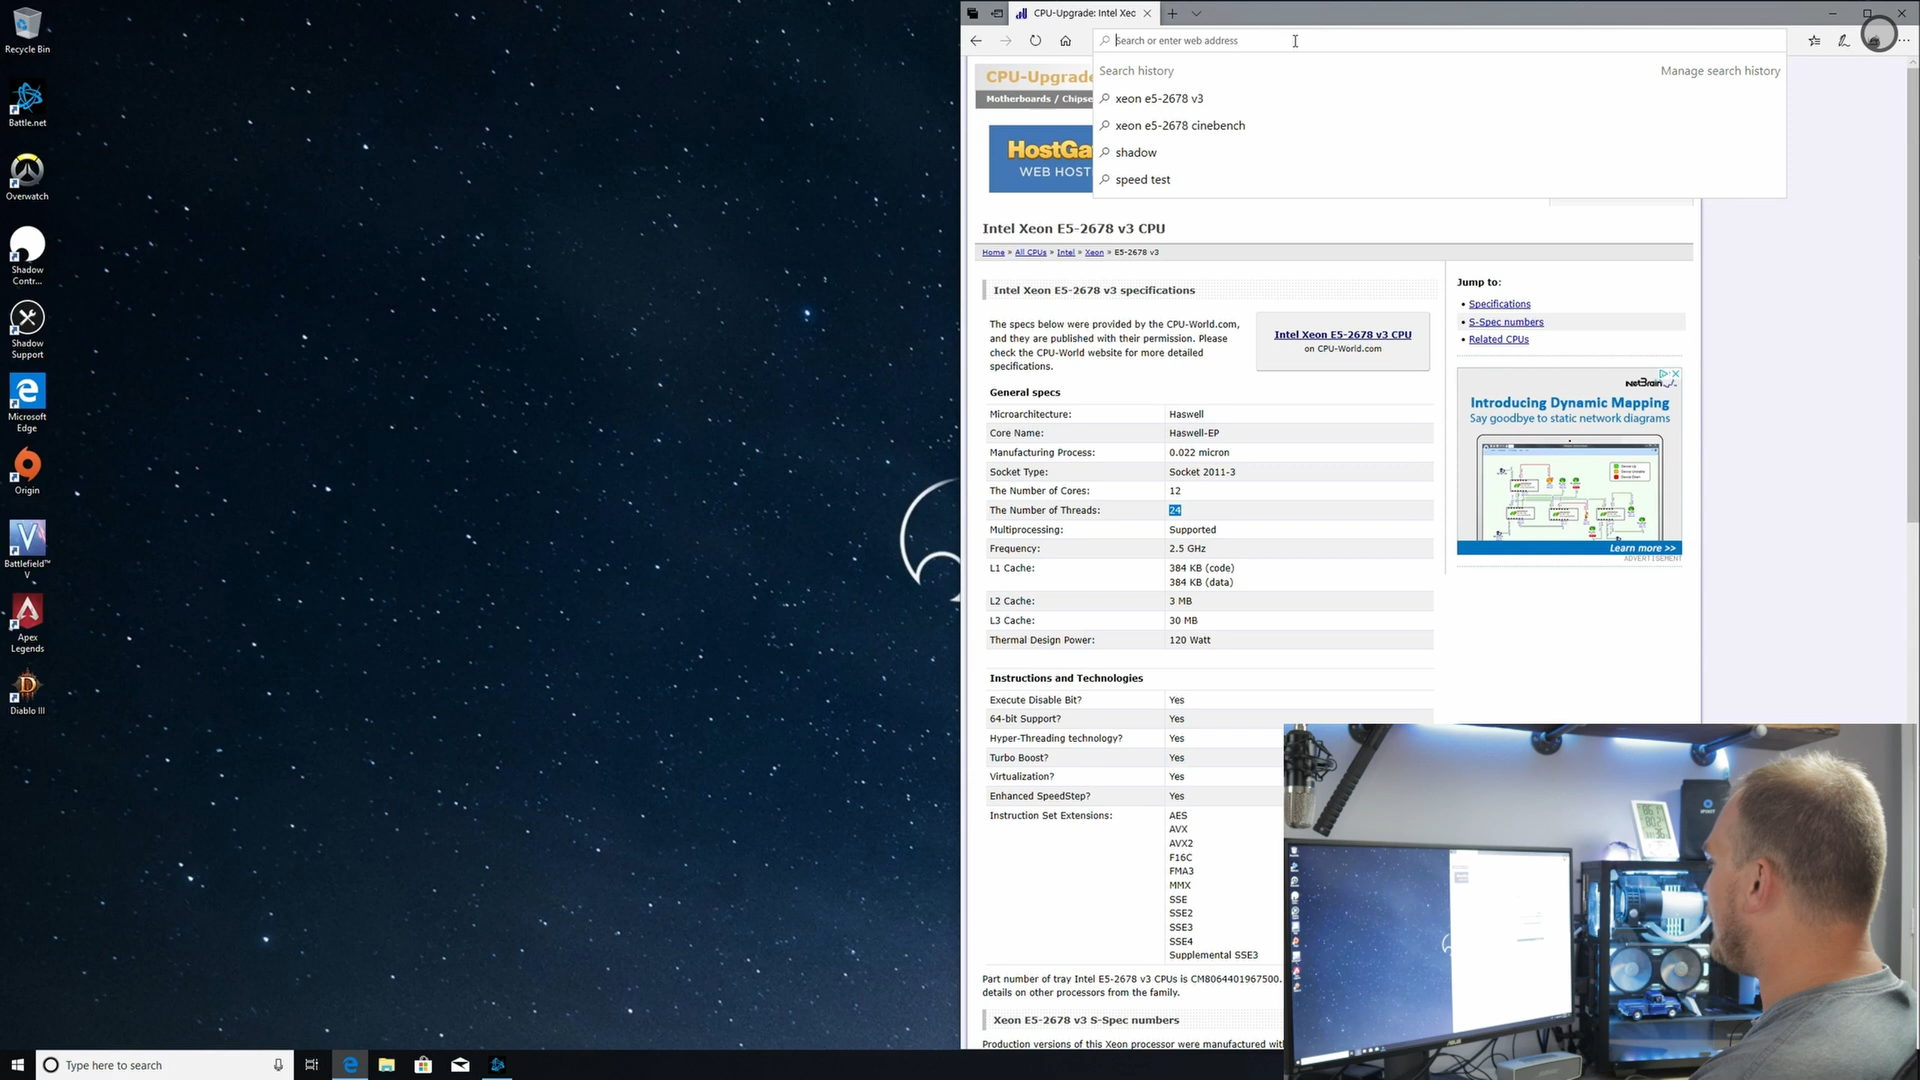 Recycle Bin
Battle.net
Overwatch
Shadow
Contr...
Shadow
Support
Microsoft
Edge
Origin
Battlefield™
V
Apex
Legends
Diablo III
CPU-Upgrade: Intel Xec
Search or enter web address
Search history
Manage search history
xeon e5-2678 v3
xeon e5-2678 cinebench
shadow
speed test
CPU-Upgrade
Motherboards / Chipse
HostGa
WEB HOST
Intel Xeon E5-2678 v3 CPU
Home » All CPUs » Intel » Xeon » E5-2678 v3
Intel Xeon E5-2678 v3 specifications
The specs below were provided by the CPU-World.com,
and they are published with their permission. Please
check the CPU-World website for more detailed
specifications.
Intel Xeon E5-2678 v3 CPU
on CPU-World.com
General specs
Microarchitecture: Haswell
Core Name: Haswell-EP
Manufacturing Process: 0.022 micron
Socket Type: Socket 2011-3
The Number of Cores: 12
The Number of Threads: 24
Multiprocessing: Supported
Frequency: 2.5 GHz
L1 Cache: 384 KB (code)
384 KB (data)
L2 Cache: 3 MB
L3 Cache: 30 MB
Thermal Design Power: 120 Watt
Instructions and Technologies
Execute Disable Bit? Yes
64-bit Support? Yes
Hyper-Threading technology? Yes
Turbo Boost? Yes
Virtualization? Yes
Enhanced SpeedStep? Yes
Instruction Set Extensions: AES
AVX
AVX2
F16C
FMA3
MMX
SSE
SSE2
SSE3
SSE4
Supplemental SSE3
Part number of tray Intel E5-2678 v3 CPUs is CM8064401967500.
details on other processors from the family.
Xeon E5-2678 v3 S-Spec numbers
Production versions of this Xeon processor were manufactured wit
Jump to:
• Specifications
• S-Spec numbers
• Related CPUs
NetBrain
Introducing Dynamic Mapping
Say goodbye to static network diagrams
Learn more >>
ADVERTISEMENT
Type here to search